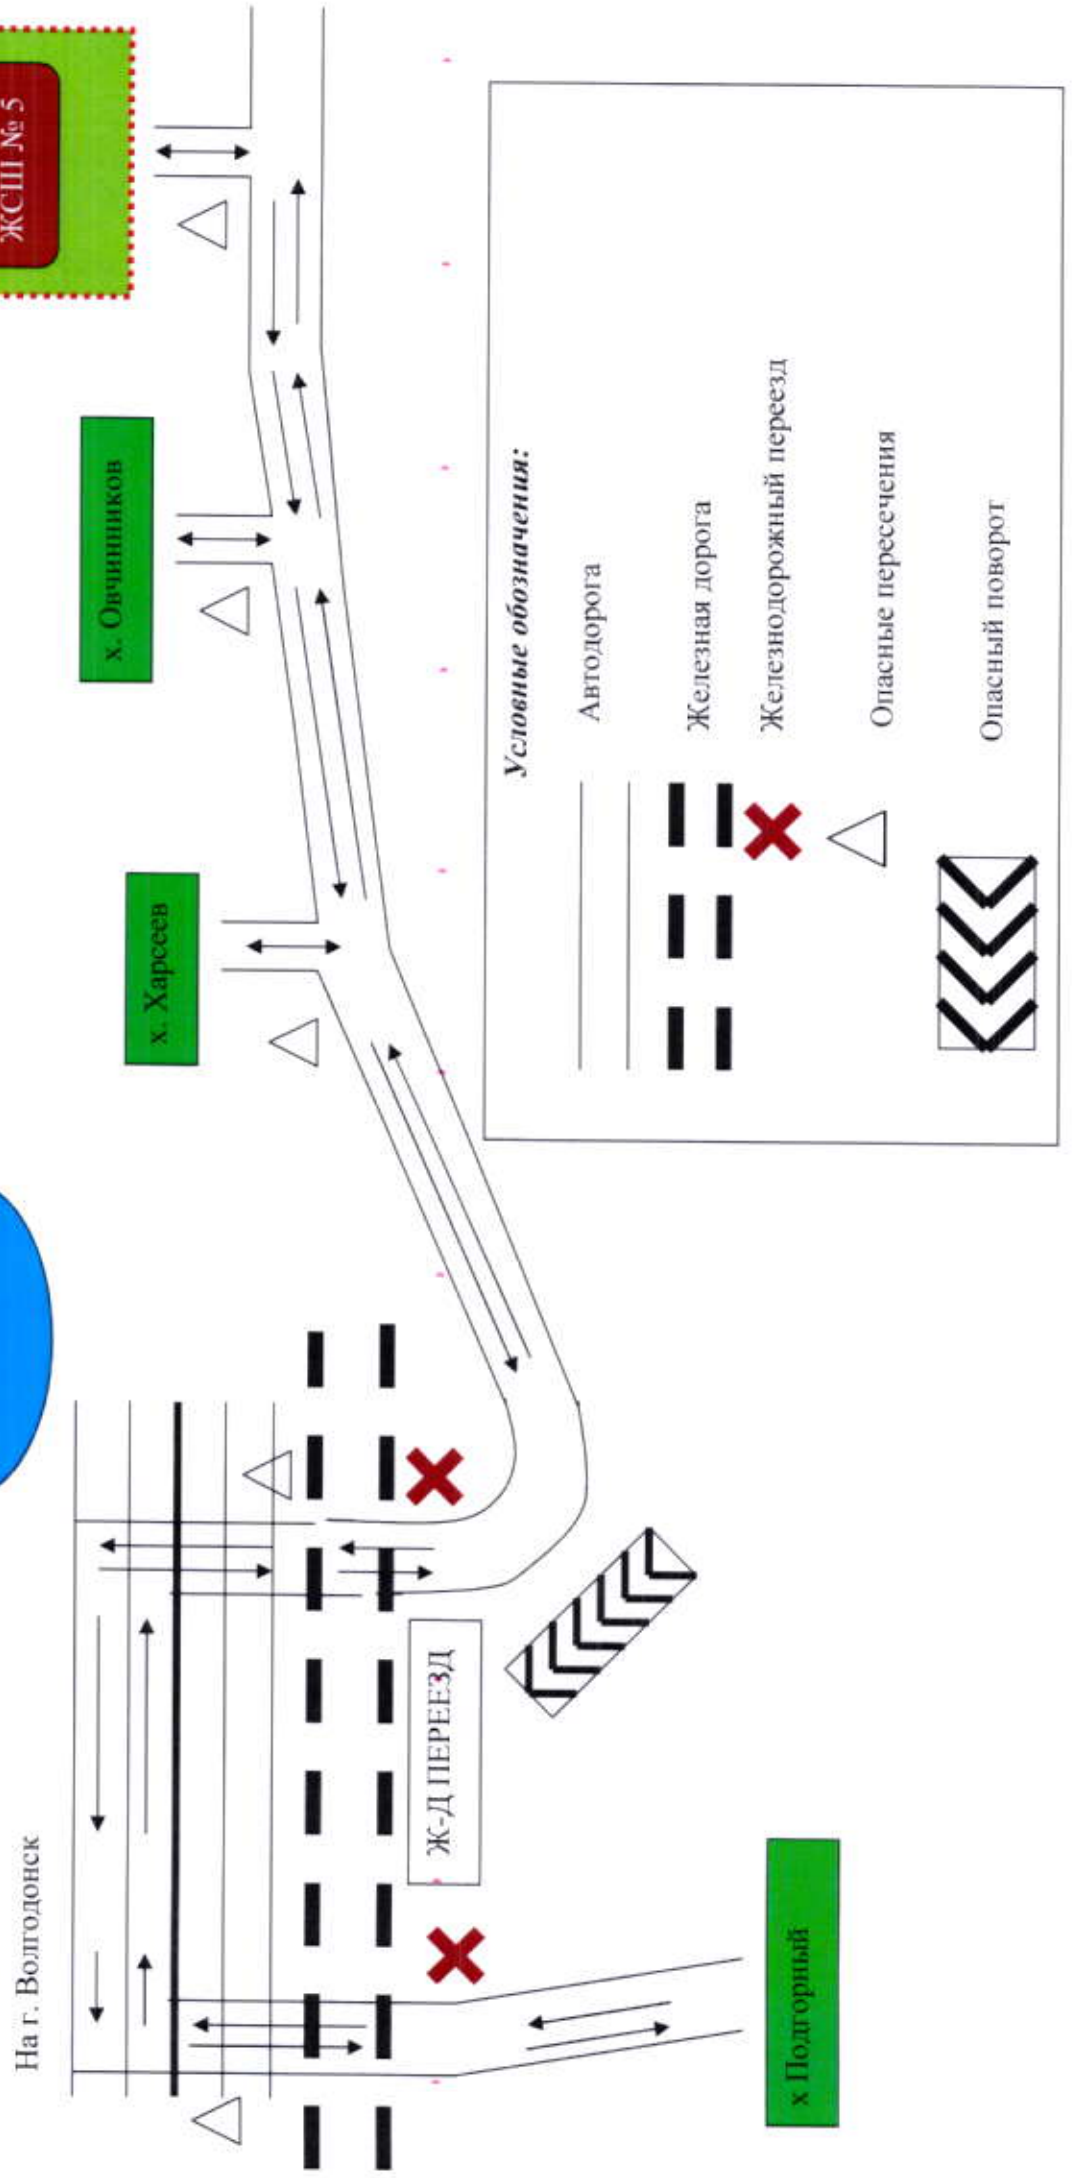 На г. Волгодонск
ЖСШ № 5
х. Овчинников
х. Харсеев
Ж-Д ПЕРЕЕЗД
х Подгорный
Условные обозначения:
Автодорога
Железная дорога
Железнодорожный переезд
Опасные пересечения
Опасный поворот